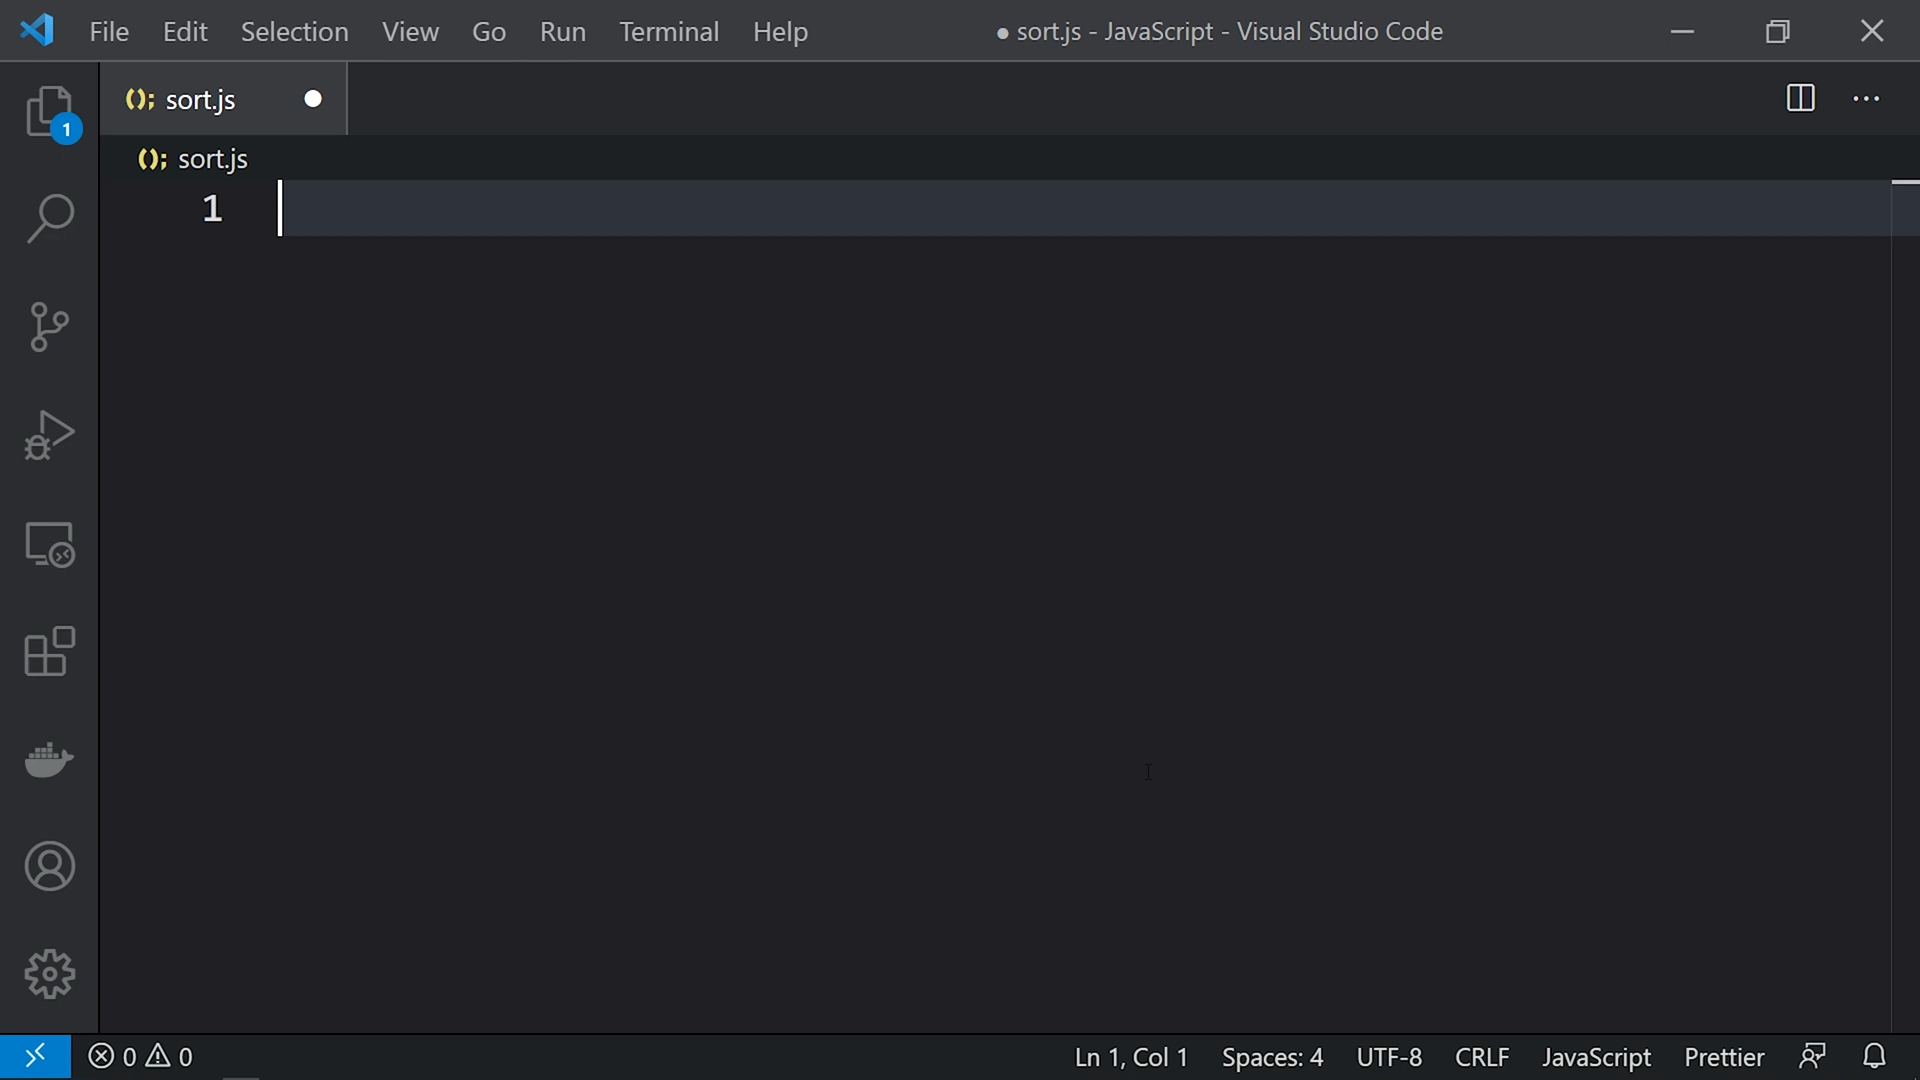 File Edit Selection View Go Run Terminal Help ● sort.js - JavaScript - Visual Studio Code
(); sort.js
1
(); sort.js
1
0 0 Ln 1, Col 1 Spaces: 4 UTF-8 CRLF JavaScript Prettier